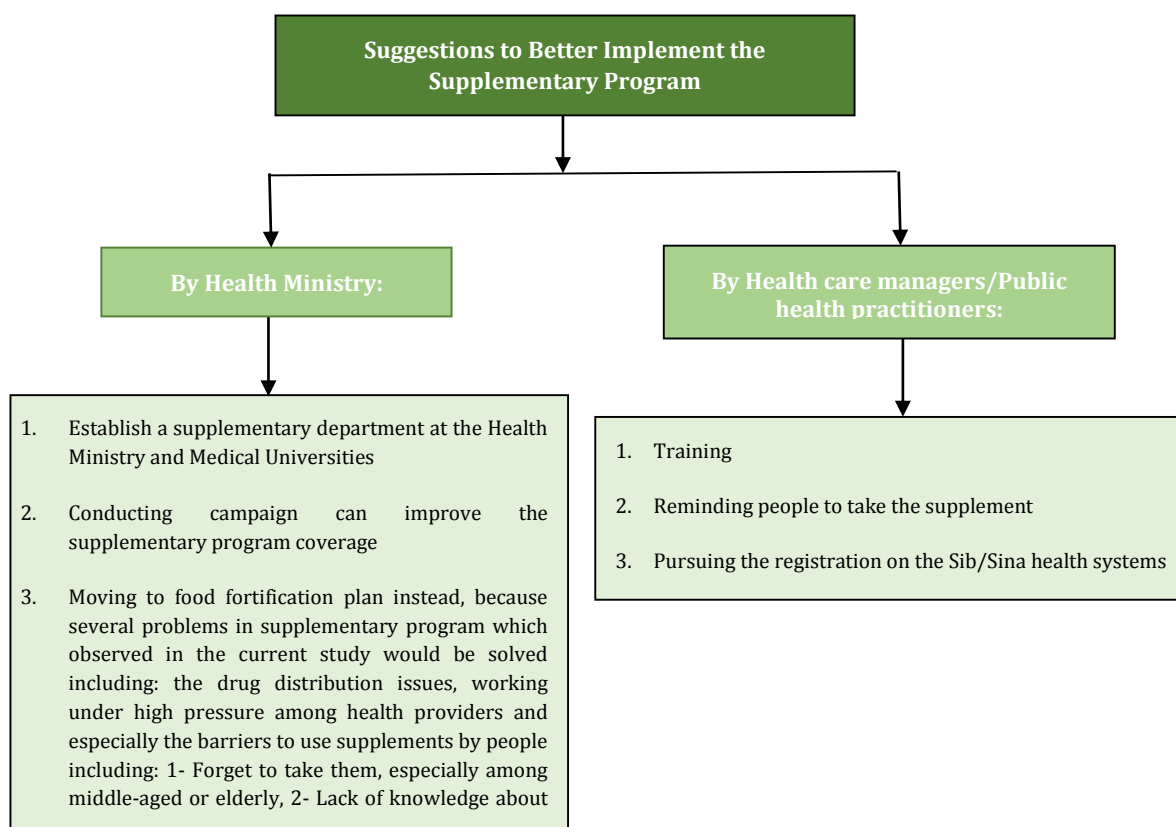 Suggestions to Better Implement the
Supplementary Program
By Health Ministry:
By Health care managers/Public
health practitioners:
1. Establish a supplementary department at the Health
Ministry and Medical Universities
2. Conducting campaign can improve the
supplementary program coverage
3. Moving to food fortification plan instead, because
several problems in supplementary program which
observed in the current study would be solved
including: the drug distribution issues, working
under high pressure among health providers and
especially the barriers to use supplements by people
including: 1- Forget to take them, especially among
middle-aged or elderly, 2- Lack of knowledge about
1. Training
2. Reminding people to take the supplement
3. Pursuing the registration on the Sib/Sina health systems